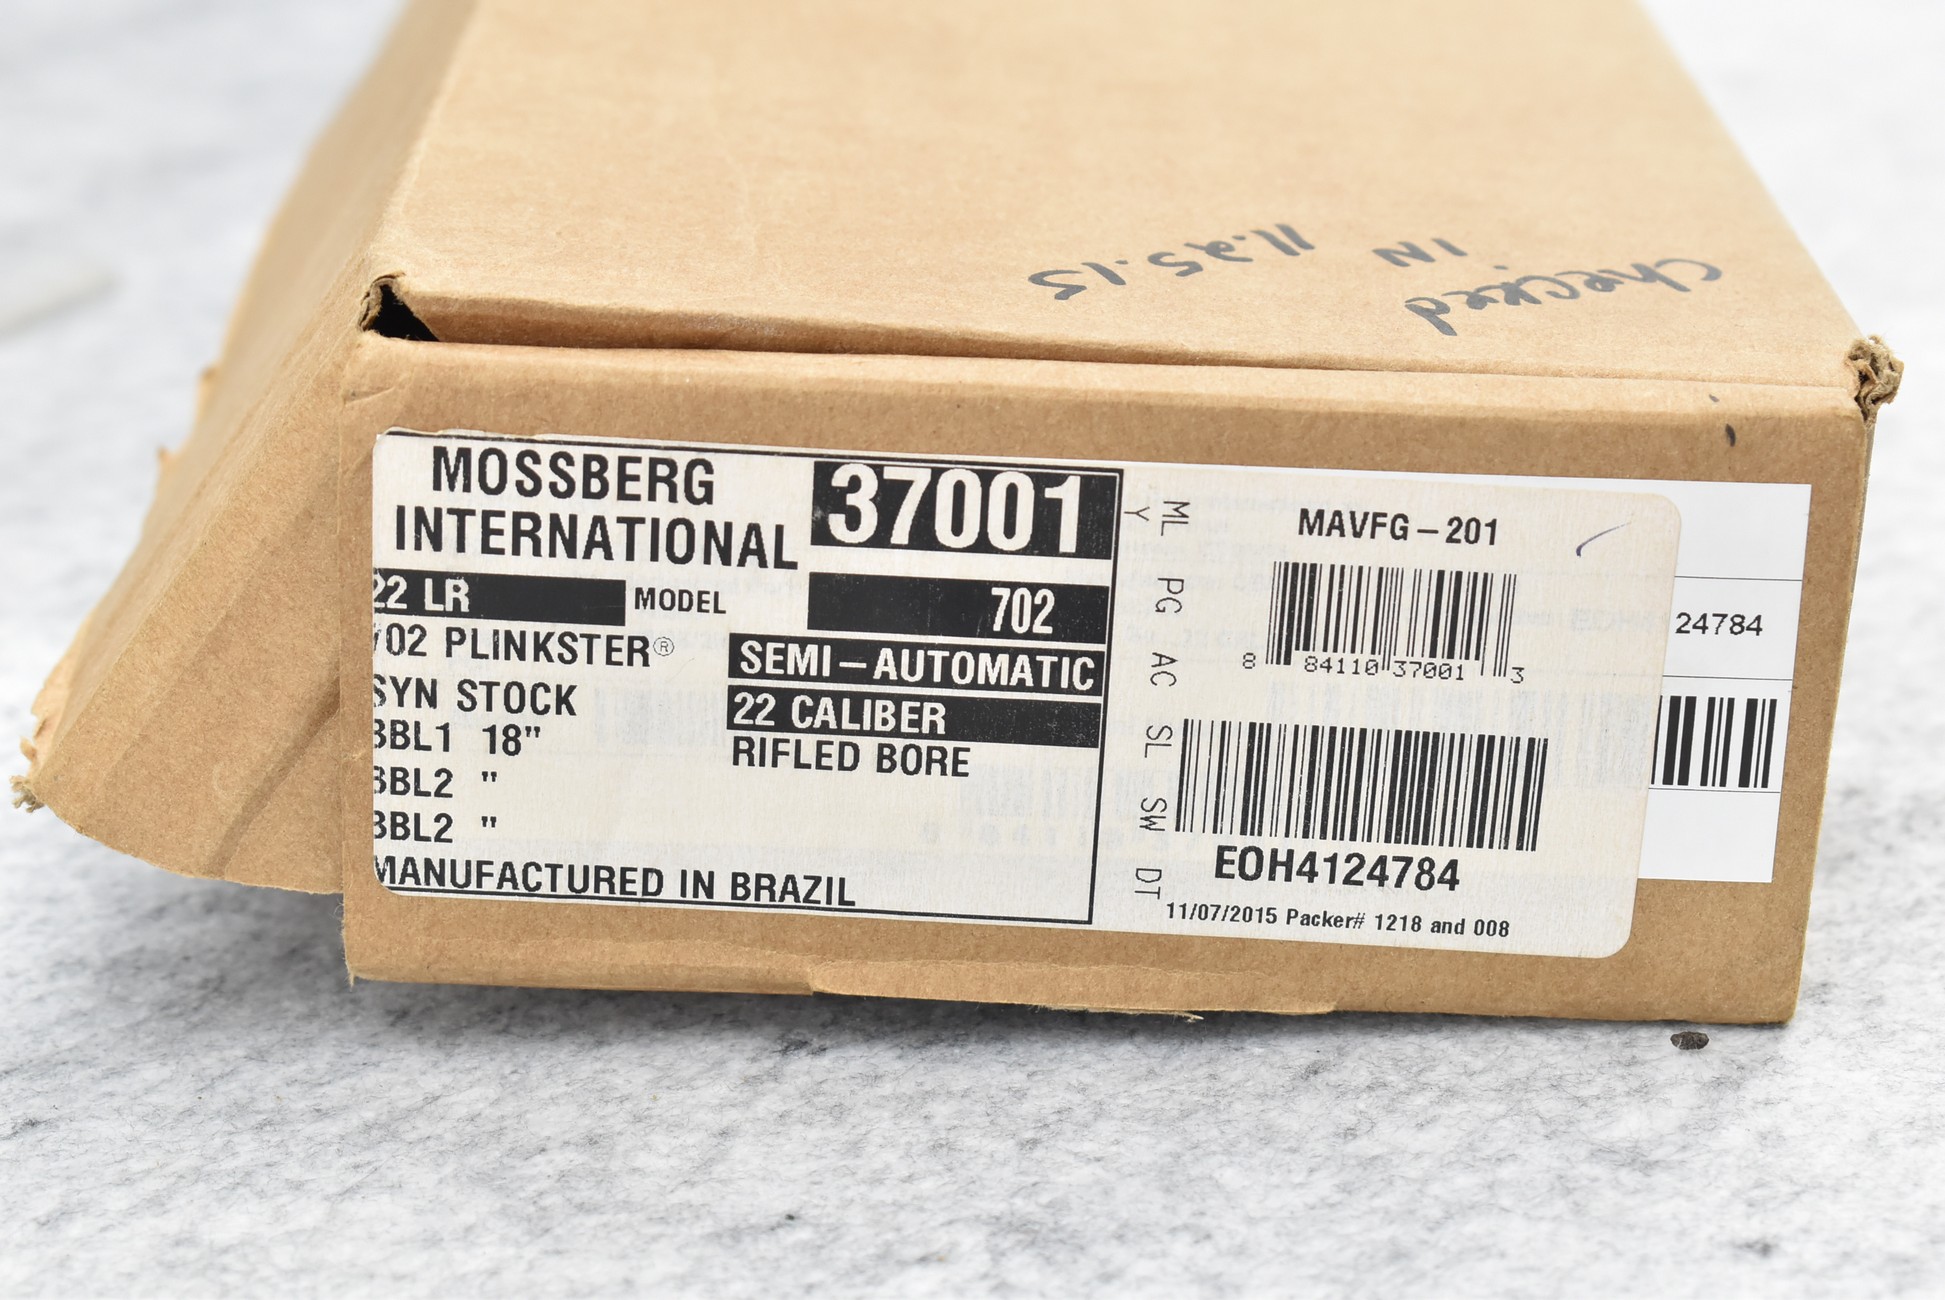 Checked
IN 11.25.15
MOSSBERG
INTERNATIONAL
37001
22 LR
MODEL
702
702 PLINKSTER®
SEMI-AUTOMATIC
SYN STOCK
22 CALIBER
BBL1 18"
RIFLED BORE
BBL2 "
BBL2 "
MANUFACTURED IN BRAZIL
ML PG AC SL SW DT
Y
MAVFG-201
8 84110 37001 3
EOH4124784
11/07/2015 Packer# 1218 and 008
24784